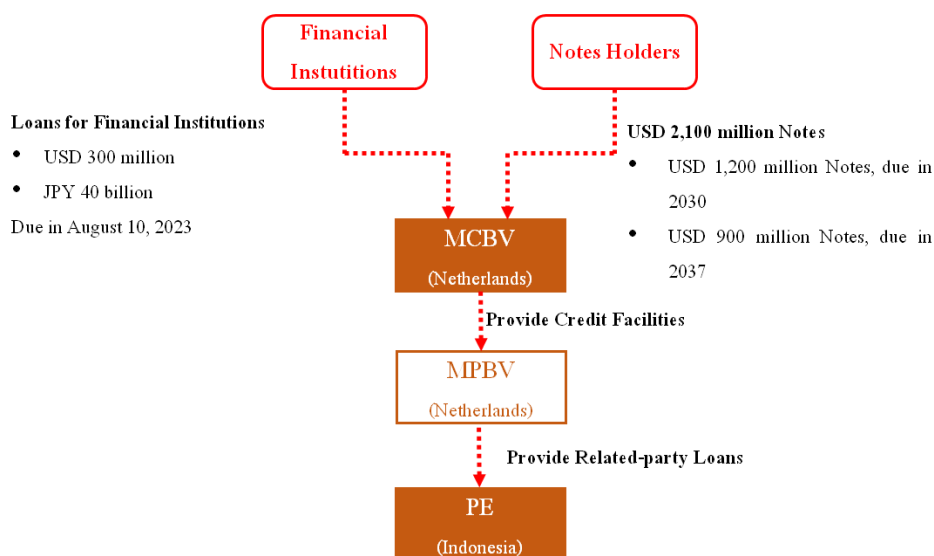 Financial
Instutitions
Notes Holders
Loans for Financial Institutions
• USD 300 million
• JPY 40 billion
Due in August 10, 2023
USD 2,100 million Notes
• USD 1,200 million Notes, due in
2030
• USD 900 million Notes, due in
2037
MCBV
(Netherlands)
Provide Credit Facilities
MPBV
(Netherlands)
Provide Related-party Loans
PE
(Indonesia)